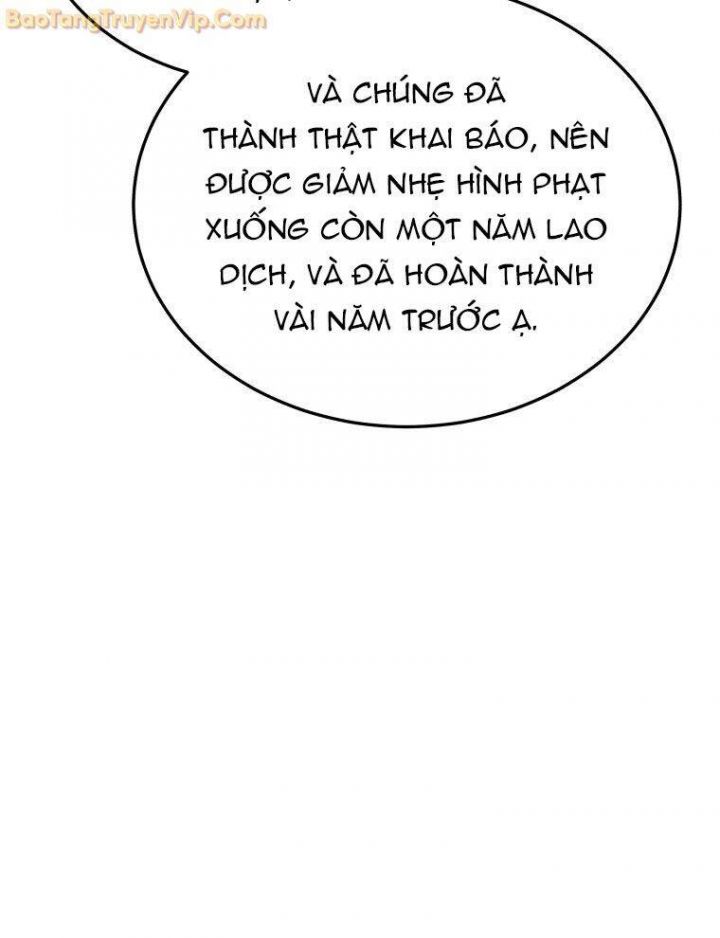 BaoTangTruyenVip.Com
VÀ CHÚNG ĐÃ
THÀNH THẬT KHAI BÁO, NÊN
ĐƯỢC GIẢM NHẸ HÌNH PHẠT
XUỐNG CÒN MỘT NĂM LAO
DỊCH, VÀ ĐÃ HOÀN THÀNH
VÀI NĂM TRƯỚC Ạ.